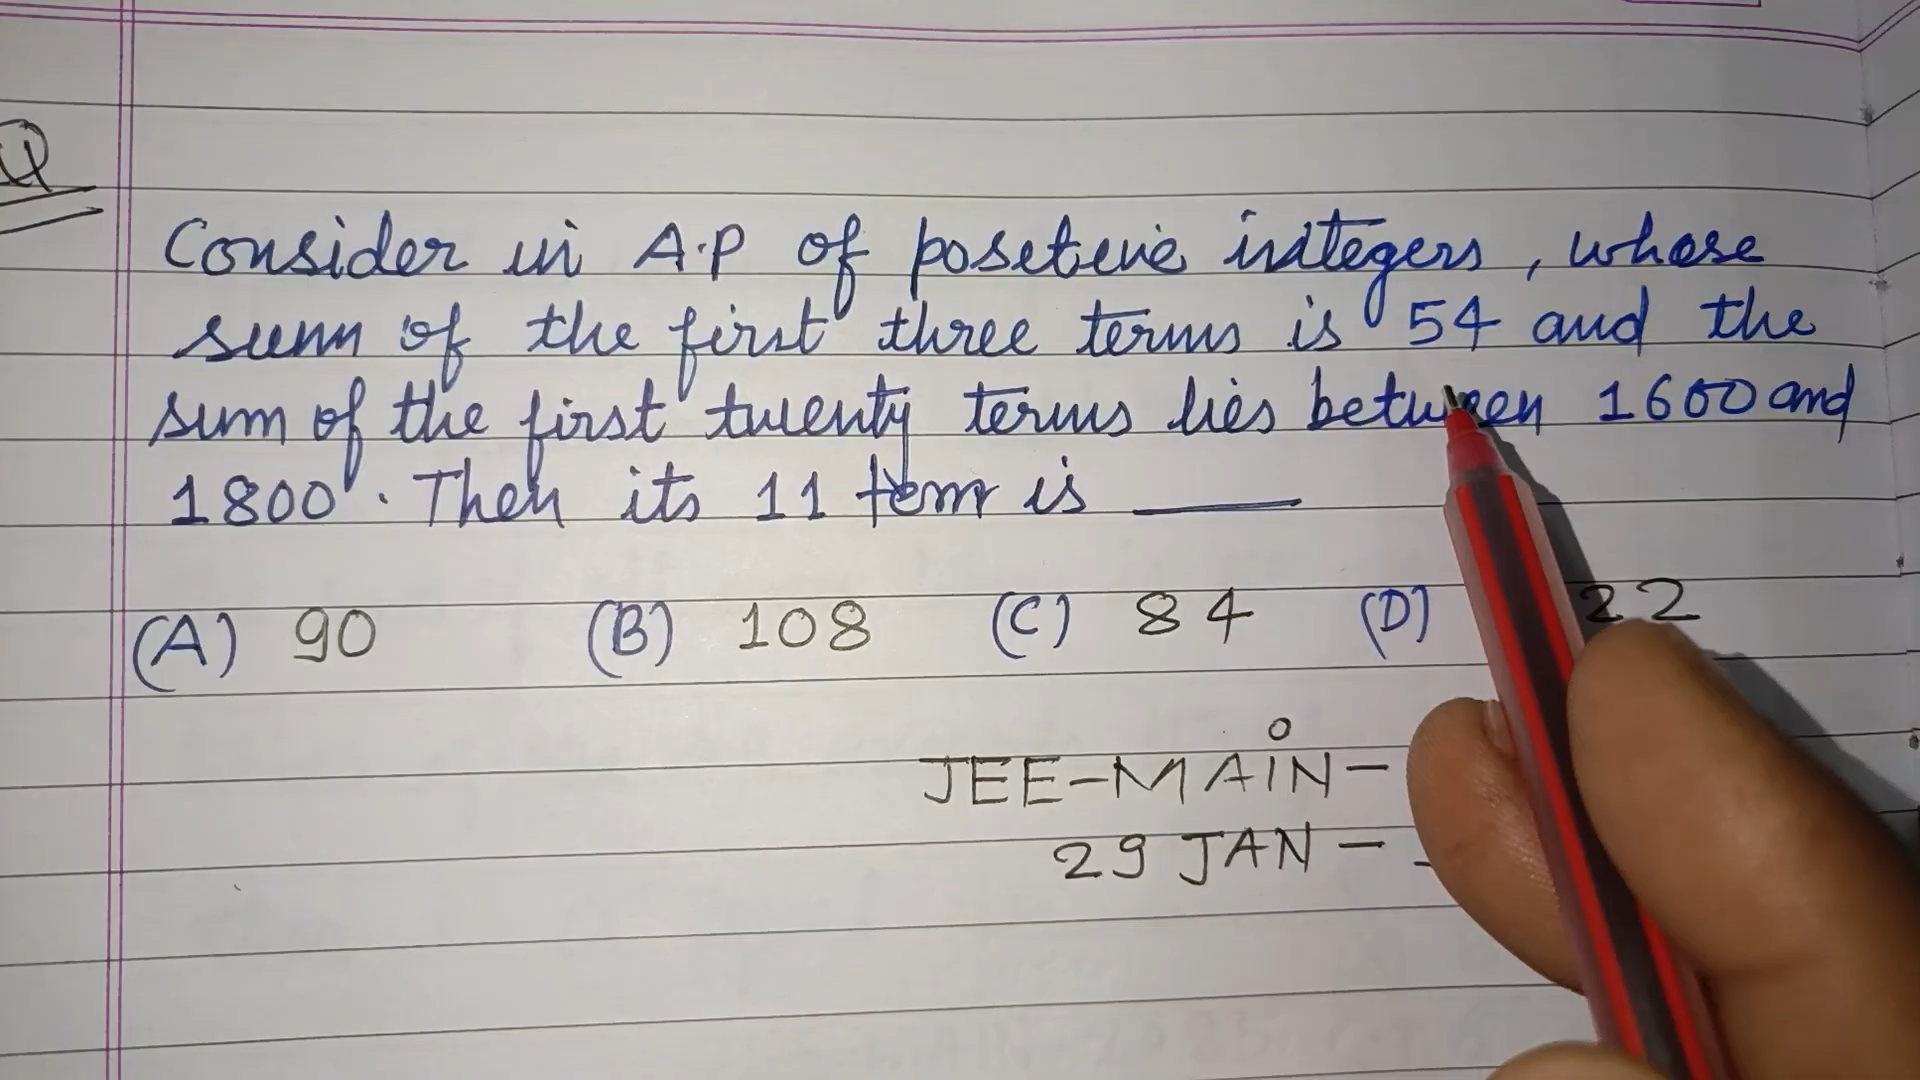 Q
Consider in A.P of posetive integers, whose
sum of the first three terms is 54 and the
sum of the first twenty terms lies between 1600 and
1800. Then its 11 term is ____
(A) 90 (B) 108 (C) 84 (D) 22
JEE-MAIN-
29 JAN -